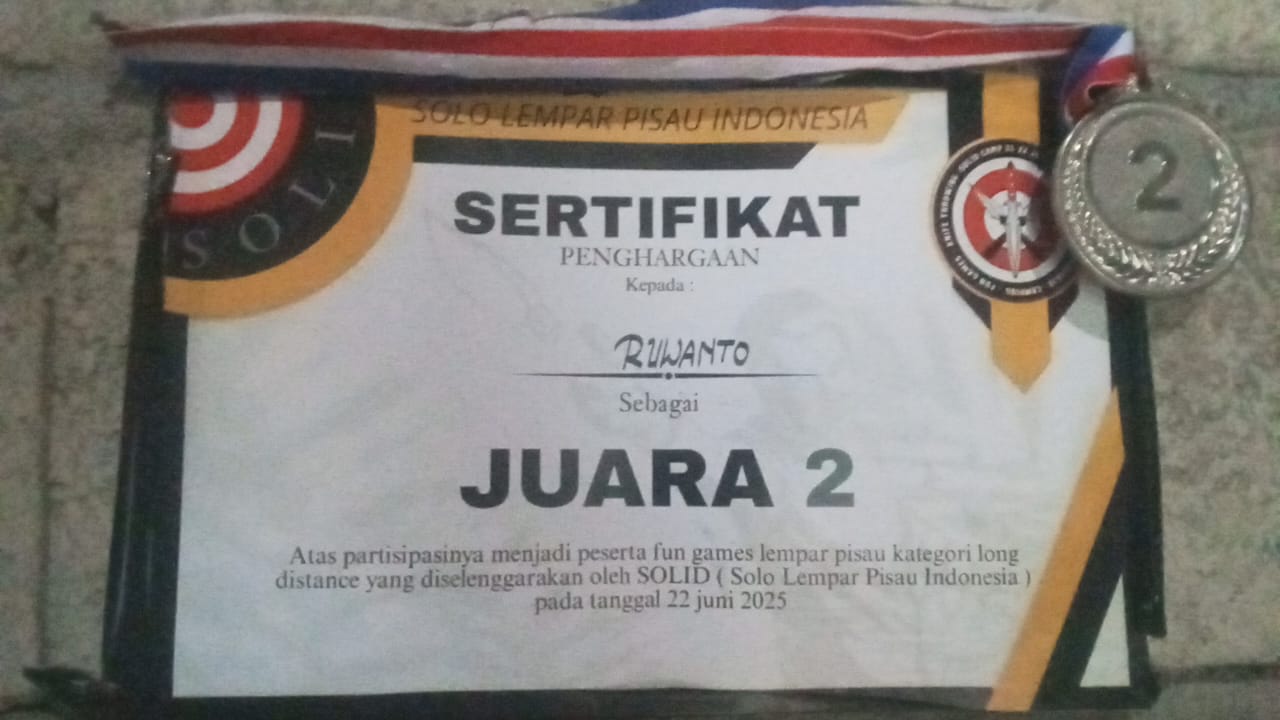 SOLO LEMPAR PISAU INDONESIA
SOLI
2
SERTIFIKAT
PENGHARGAAN
Kepada :
RUWANTO
Sebagai
JUARA 2
Atas partisipasinya menjadi peserta fun games lempar pisau kategori long
distance yang diselenggarakan oleh SOLID ( Solo Lempar Pisau Indonesia )
pada tanggal 22 juni 2025